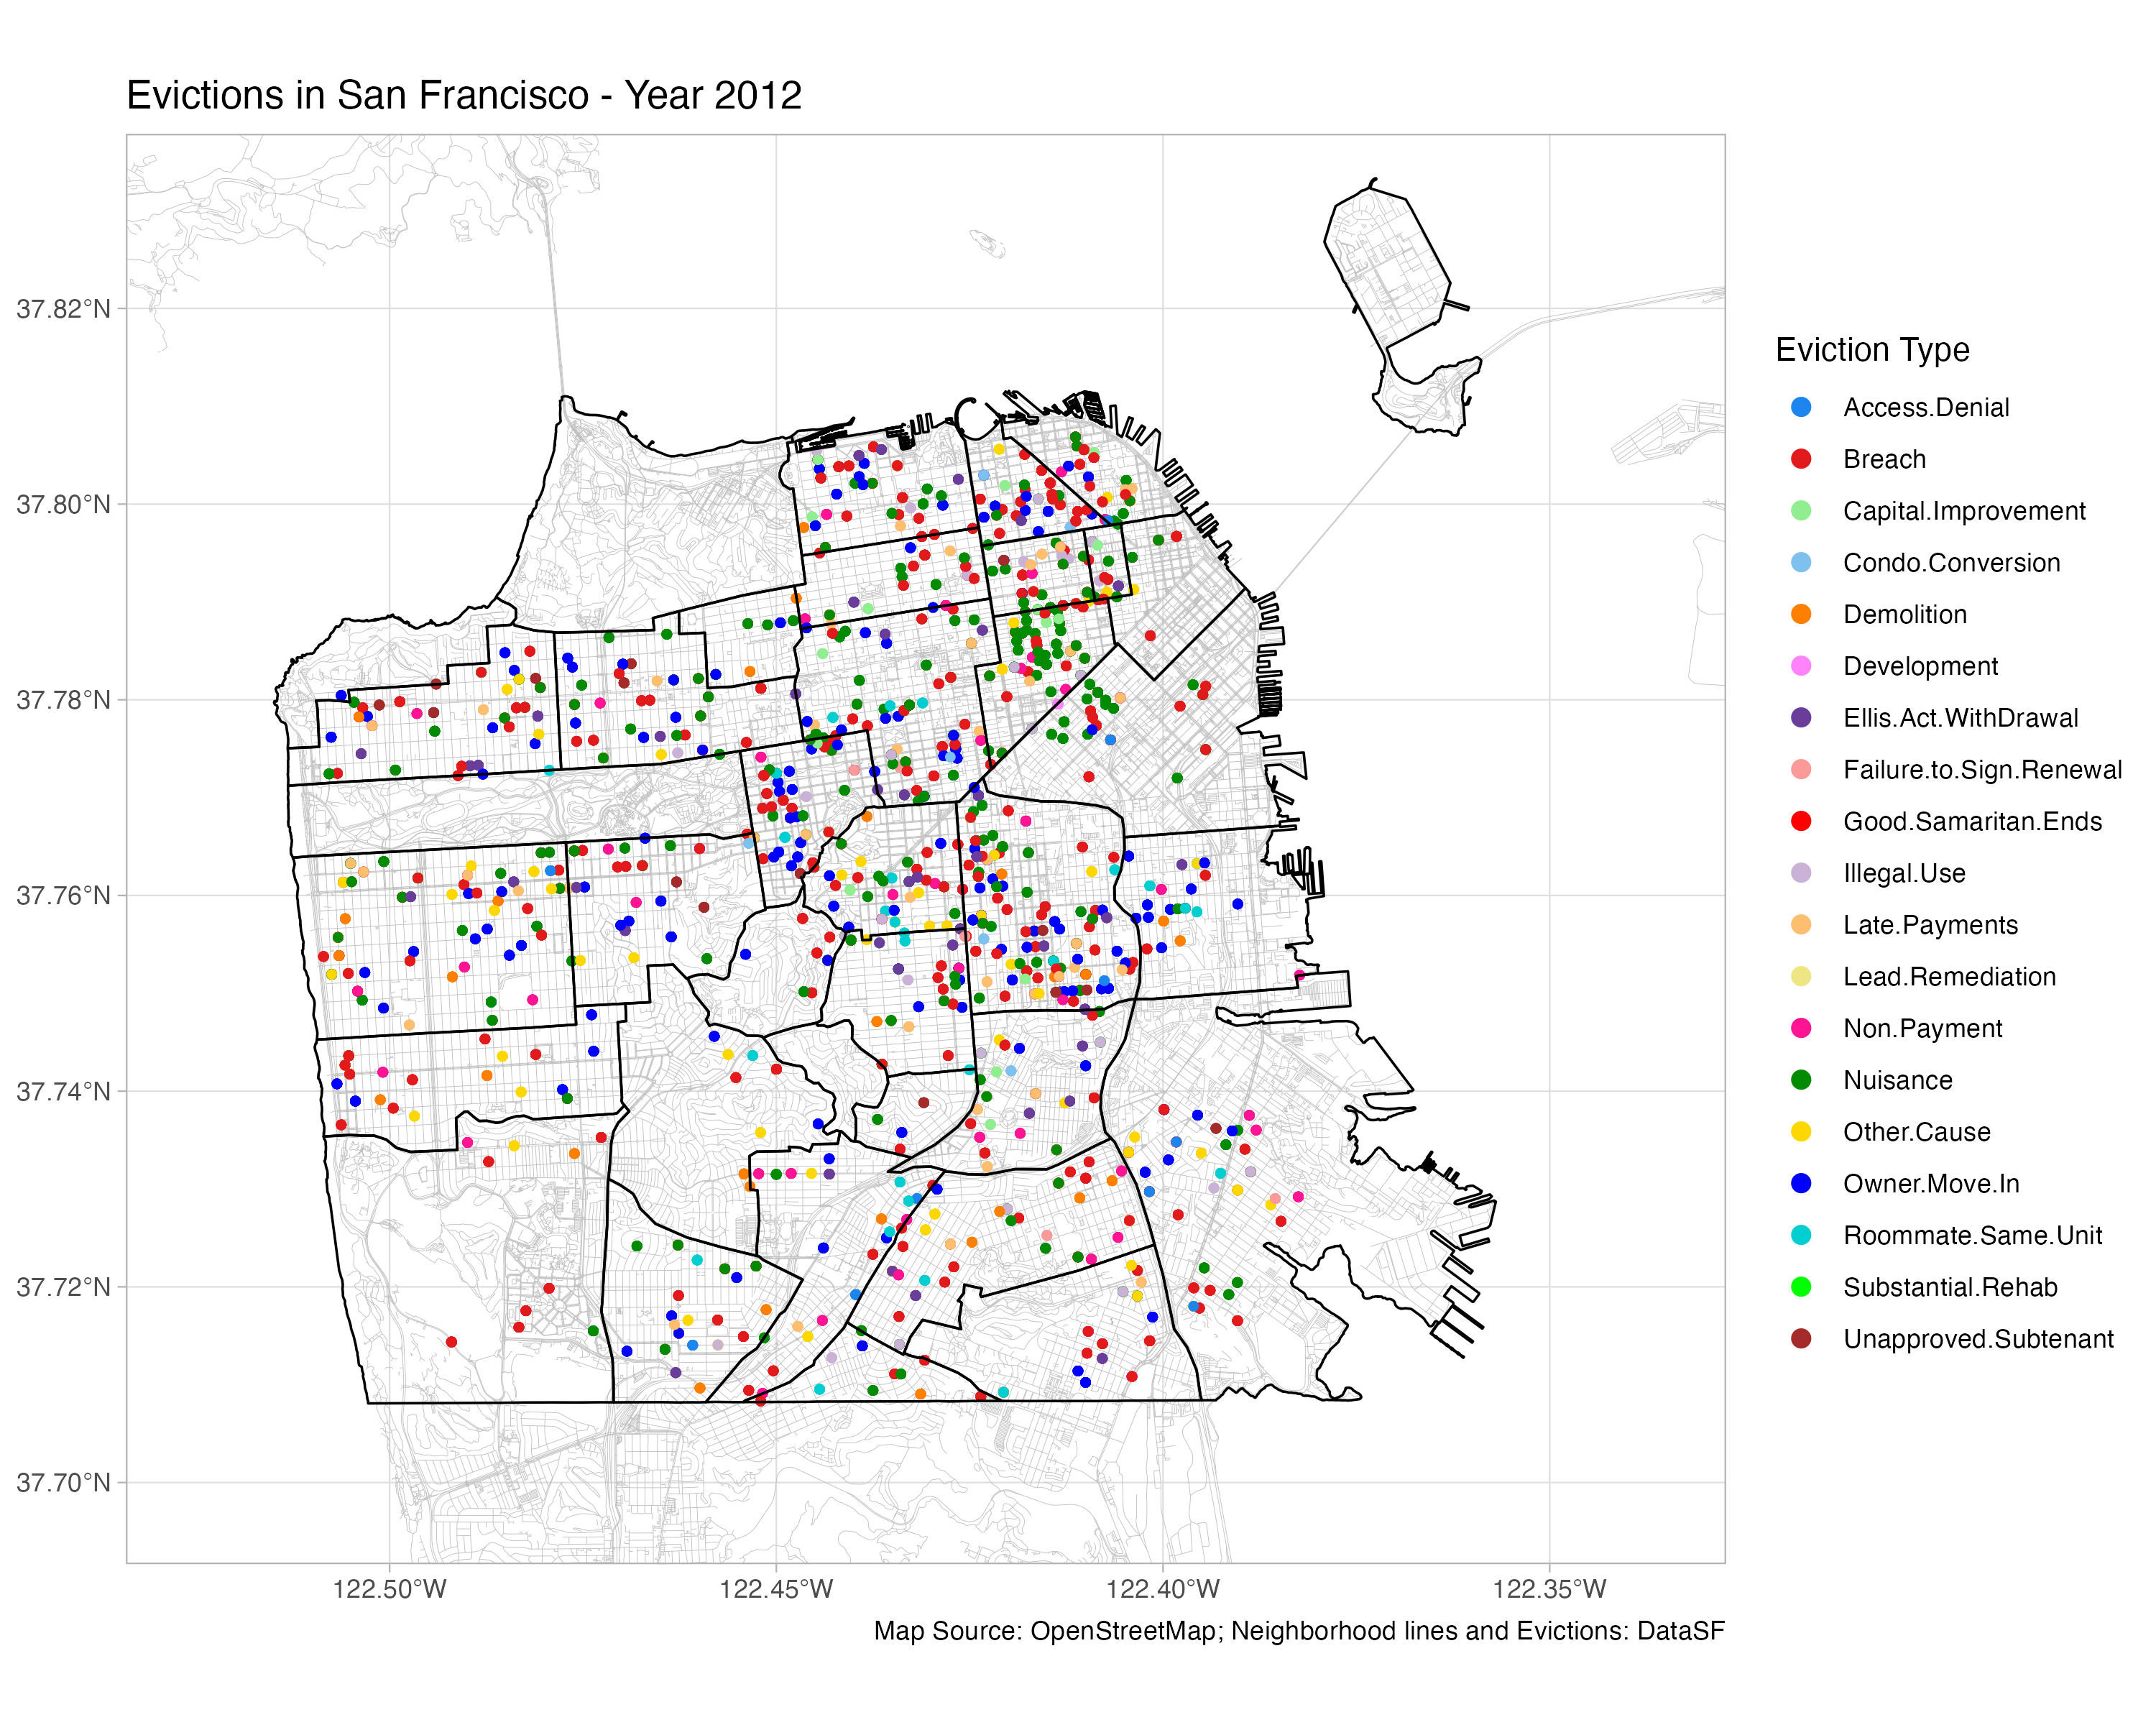 Evictions in San Francisco - Year 2012
37.82°N
37.80°N
37.78°N
37.76°N
37.74°N
37.72°N
37.70°N
122.50°W
122.45°W
122.40°W
122.35°W
Map Source: OpenStreetMap; Neighborhood lines and Evictions: DataSF
Eviction Type
Access.Denial
Breach
Capital.Improvement
Condo.Conversion
Demolition
Development
Ellis.Act.WithDrawal
Failure.to.Sign.Renewal
Good.Samaritan.Ends
Illegal.Use
Late.Payments
Lead.Remediation
Non.Payment
Nuisance
Other.Cause
Owner.Move.In
Roommate.Same.Unit
Substantial.Rehab
Unapproved.Subtenant